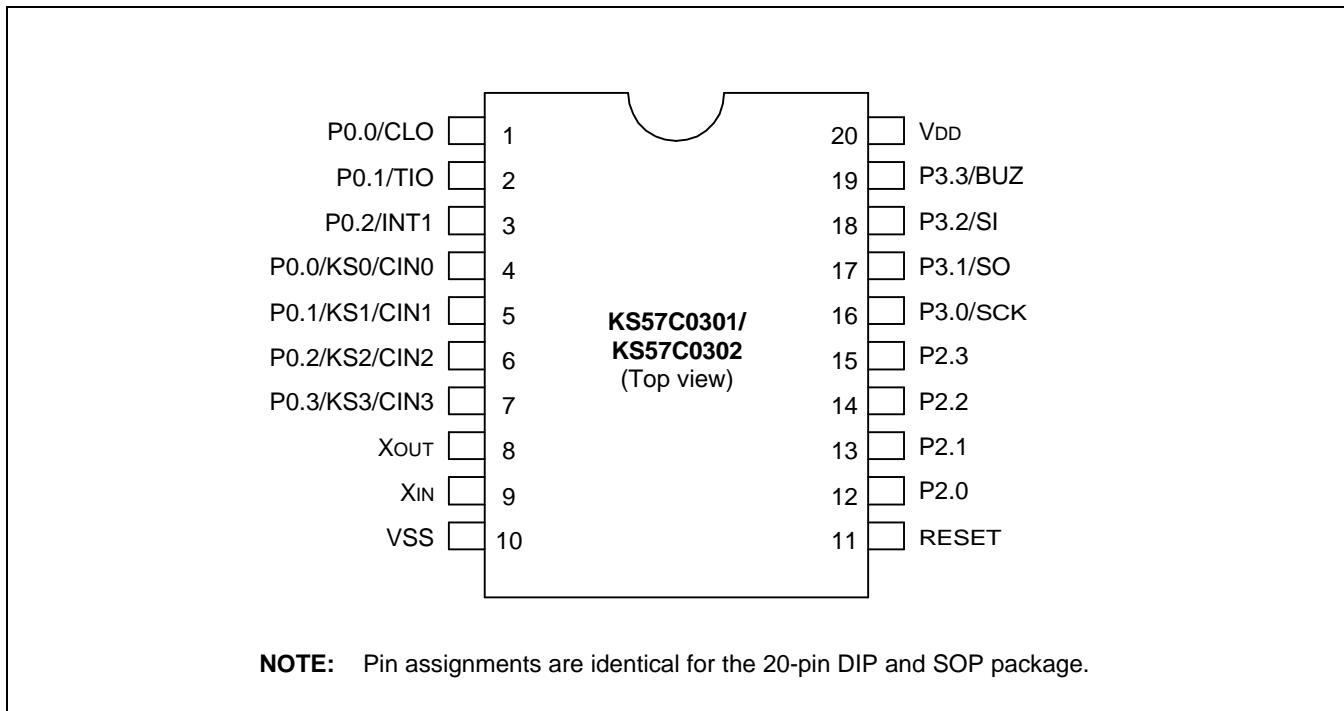 P0.0/CLO 1
P0.1/TIO 2
P0.2/INT1 3
P0.0/KS0/CIN0 4
P0.1/KS1/CIN1 5
P0.2/KS2/CIN2 6
P0.3/KS3/CIN3 7
XOUT 8
XIN 9
VSS 10
KS57C0301/
KS57C0302
(Top view)
20 VDD
19 P3.3/BUZ
18 P3.2/SI
17 P3.1/SO
16 P3.0/SCK
15 P2.3
14 P2.2
13 P2.1
12 P2.0
11 RESET
NOTE: Pin assignments are identical for the 20-pin DIP and SOP package.